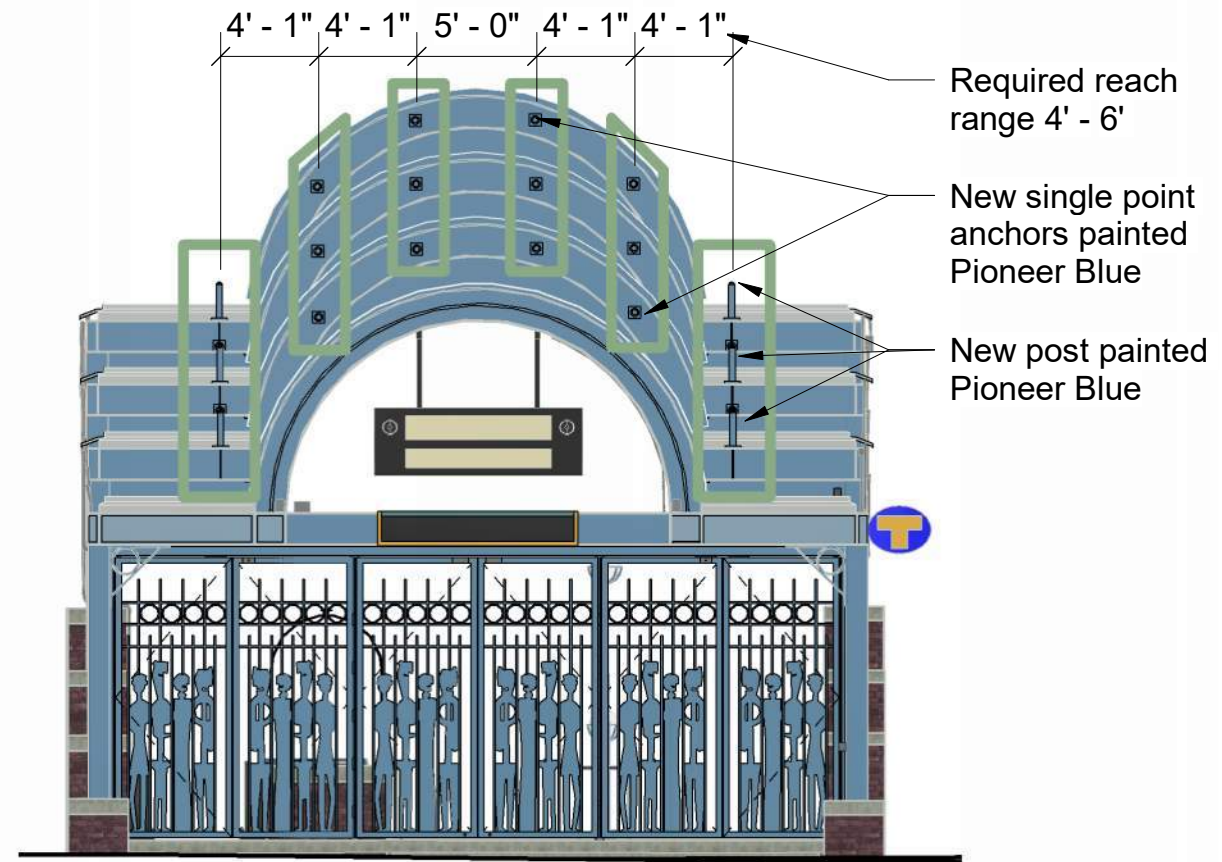 4' - 1" 4' - 1" 5' - 0" 4' - 1" 4' - 1"
Required reach
range 4' - 6'
New single point
anchors painted
Pioneer Blue
New post painted
Pioneer Blue
T